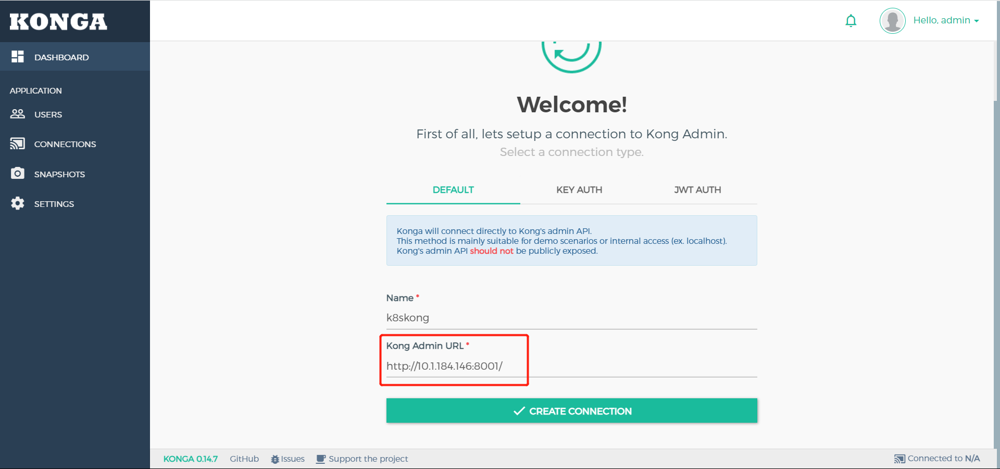 KONGA
Hello, admin
DASHBOARD
APPLICATION
USERS
CONNECTIONS
SNAPSHOTS
SETTINGS
Welcome!
First of all, lets setup a connection to Kong Admin.
Select a connection type.
DEFAULT KEY AUTH JWT AUTH
Konga will connect directly to Kong's admin API.
This method is mainly suitable for demo scenarios or internal access (ex. localhost).
Kong's admin API should not be publicly exposed.
Name *
k8skong
Kong Admin URL *
http://10.1.184.146:8001/
CREATE CONNECTION
KONGA 0.14.7 GitHub Issues Support the project Connected to N/A